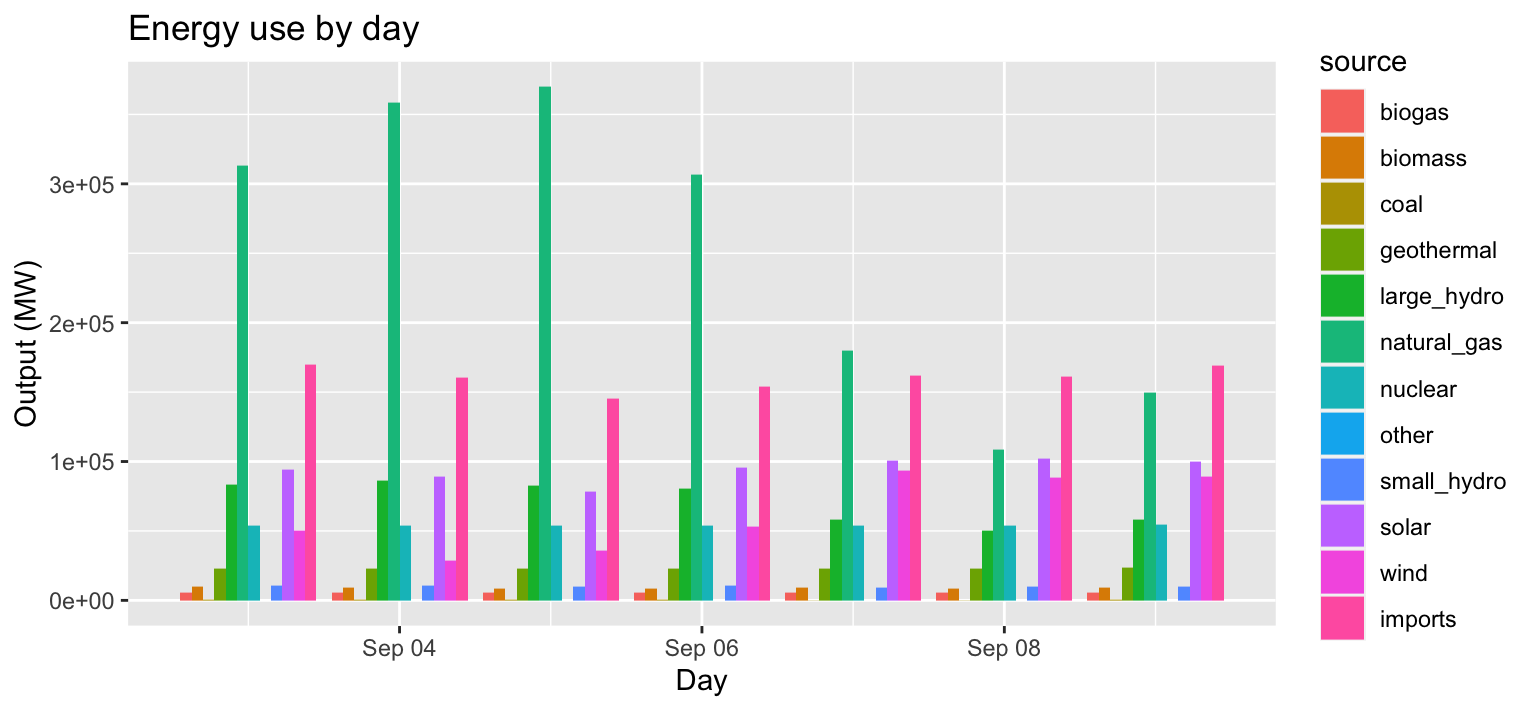 Energy use by day
Output (MW)
3e+05
2e+05
1e+05
0e+00
Sep 04
Sep 06
Sep 08
Day
source
biogas
biomass
coal
geothermal
large_hydro
natural_gas
nuclear
other
small_hydro
solar
wind
imports